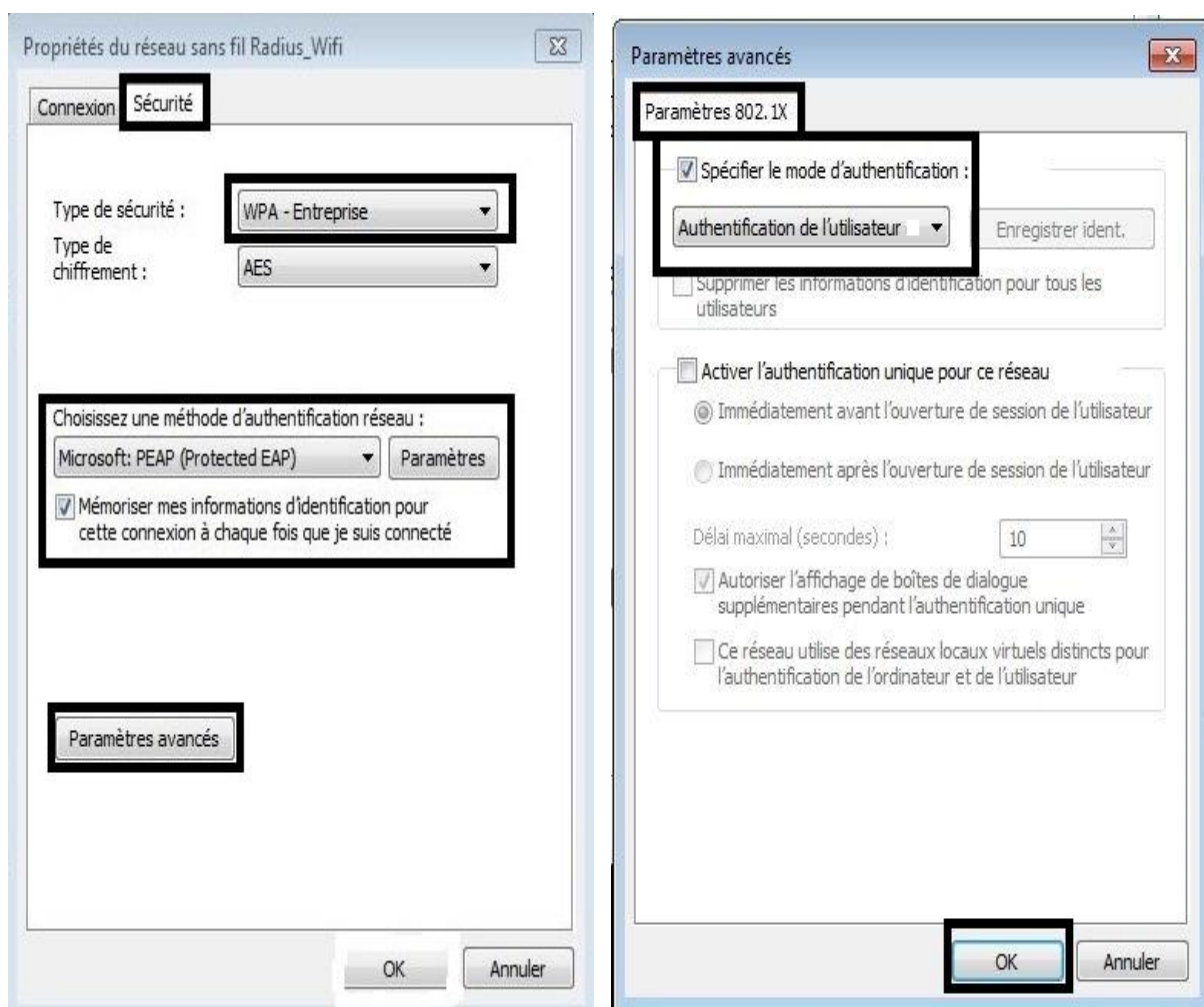 Propriétés du réseau sans fil Radius_Wifi
Connexion
Sécurité
Type de sécurité :
WPA - Entreprise
Type de
chiffrement :
AES
Choisissez une méthode d'authentification réseau :
Microsoft: PEAP (Protected EAP)
Paramètres
Mémoriser mes informations d'identification pour
cette connexion à chaque fois que je suis connecté
Paramètres avancés
OK
Annuler
Paramètres avancés
Paramètres 802.1X
Spécifier le mode d'authentification :
Authentification de l'utilisateur
Enregistrer ident.
Supprimer les informations d'identification pour tous les
utilisateurs
Activer l'authentification unique pour ce réseau
Immédiatement avant l'ouverture de session de l'utilisateur
Immédiatement après l'ouverture de session de l'utilisateur
Délai maximal (secondes) :
10
Autoriser l'affichage de boîtes de dialogue
supplémentaires pendant l'authentification unique
Ce réseau utilise des réseaux locaux virtuels distincts pour
l'authentification de l'ordinateur et de l'utilisateur
OK
Annuler